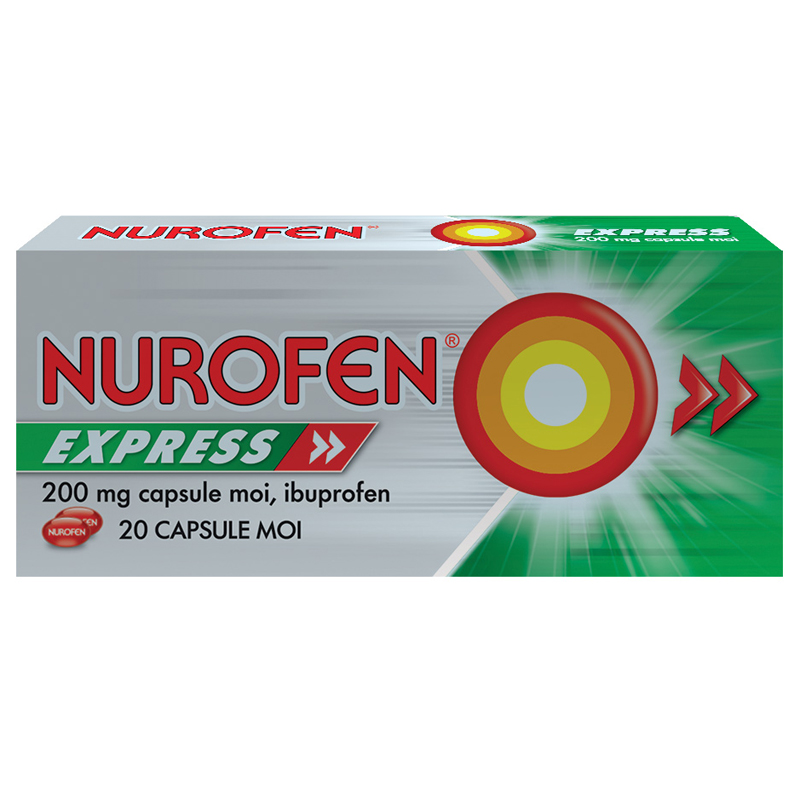 NUROFEN
EXPRESS
200 mg capsule moi
NUROFEN®
EXPRESS
200 mg capsule moi, ibuprofen
NUROFEN
20 CAPSULE MOI